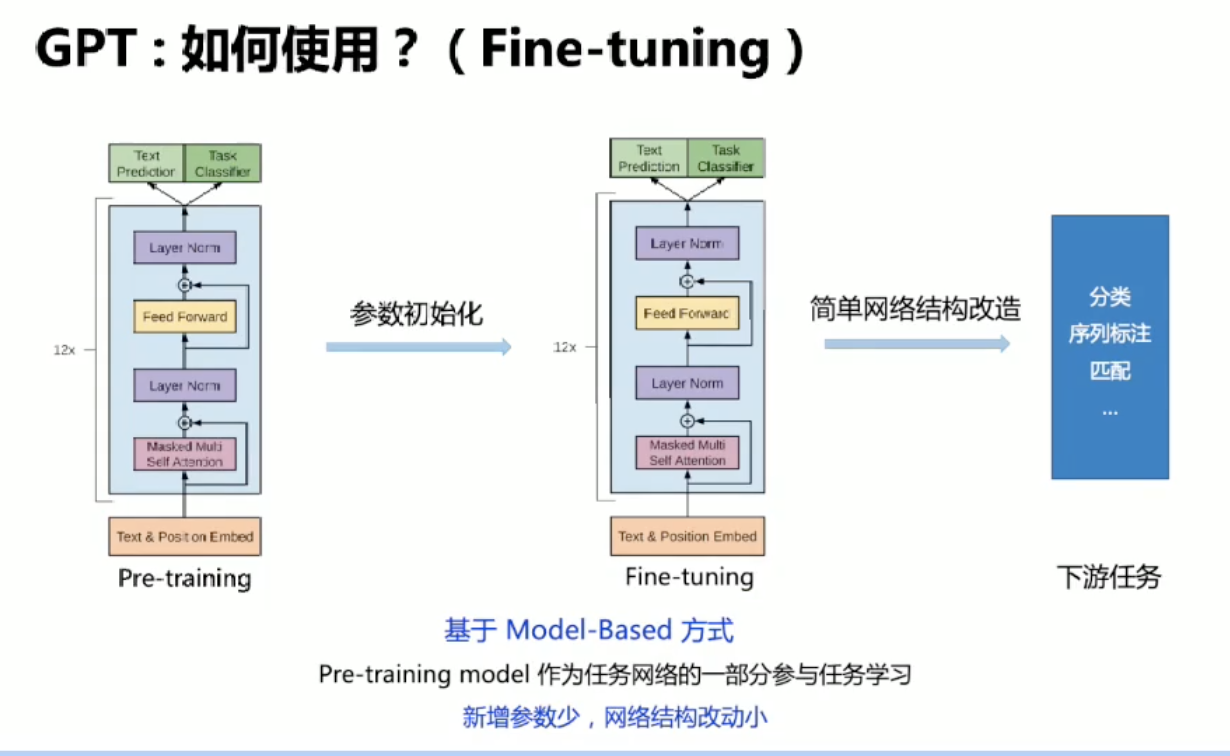 GPT：如何使用？（Fine-tuning）
Text
Prediction
Task
Classifier
Layer Norm
Feed Forward
12x
Layer Norm
Masked Multi
Self Attention
Text & Position Embed
Pre-training
参数初始化
Text
Prediction
Task
Classifier
Layer Norm
Feed Forward
12x
Layer Norm
Masked Multi
Self Attention
Text & Position Embed
Fine-tuning
简单网络结构改造
分类
序列标注
匹配
...
下游任务
基于 Model-Based 方式
Pre-training model 作为任务网络的一部分参与任务学习
新增参数少，网络结构改动小